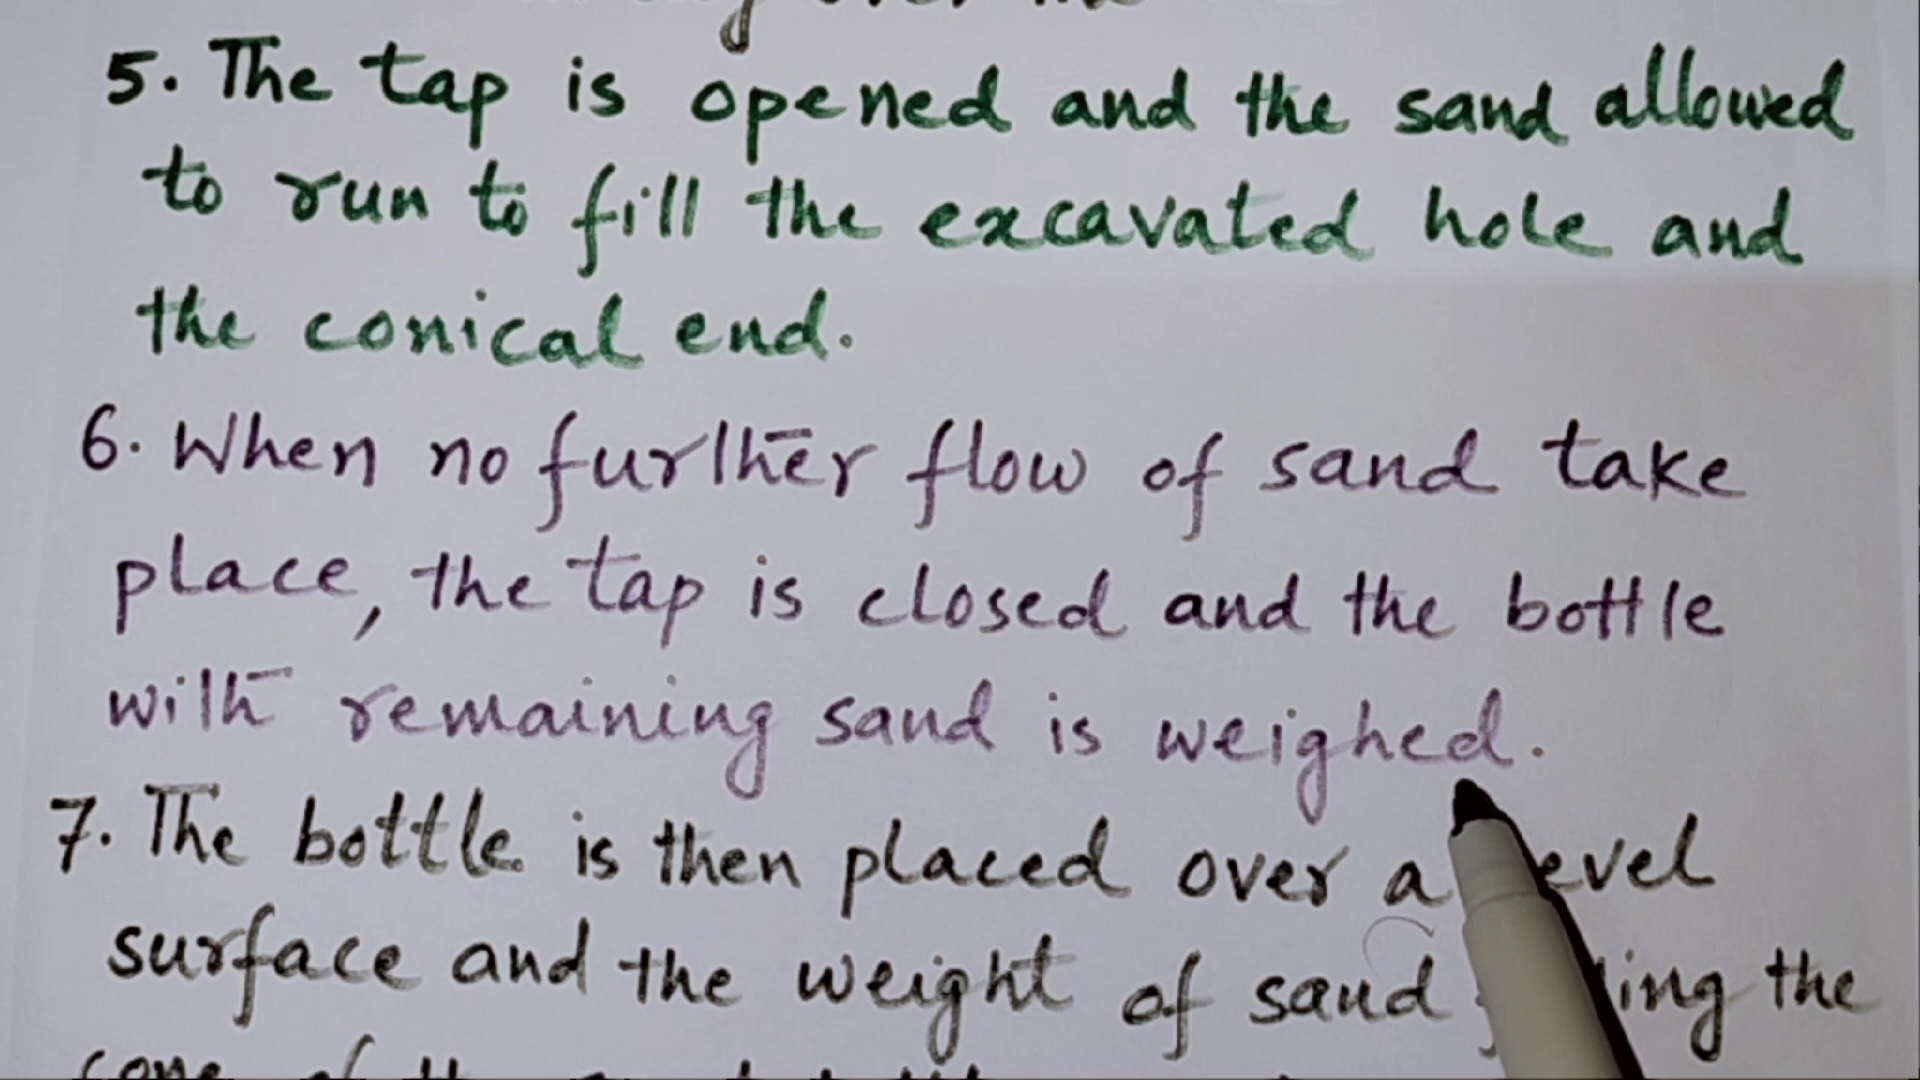 over the
5. The tap is opened and the sand allowed
to run to fill the excavated hole and
the conical end.
6. When no further flow of sand take
place, the tap is closed and the bottle
with remaining sand is weighed.
7. The bottle is then placed over a
surface and the weight of sand the